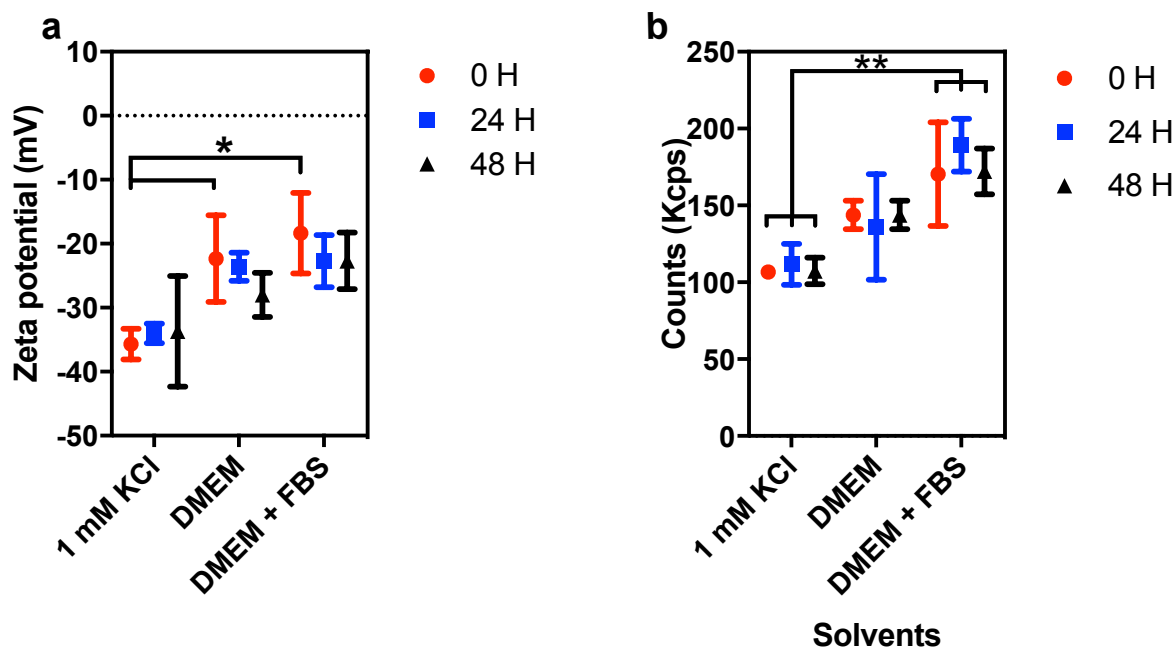 a
Zeta potential (mV)
10
0
-10
-20
-30
-40
-50
*
1 mM KCl
DMEM
DMEM + FBS
0 H
24 H
48 H
b
Counts (Kcps)
250
200
150
100
50
0
**
1 mM KCl
DMEM
DMEM + FBS
Solvents
0 H
24 H
48 H